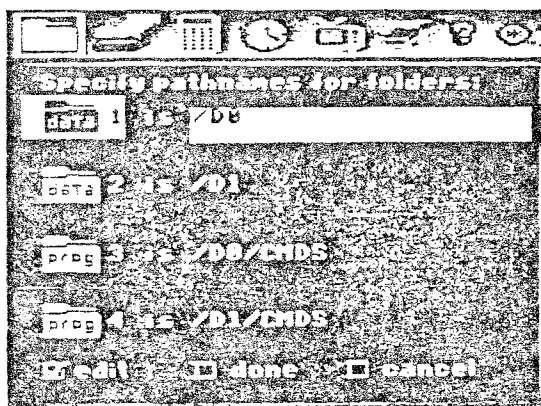 Specify pathnames for folders:
data 1 is /D0
data 2 is /D1
prog 3 is /D0/CMDS
prog 4 is /D1/CMDS
edit done cancel